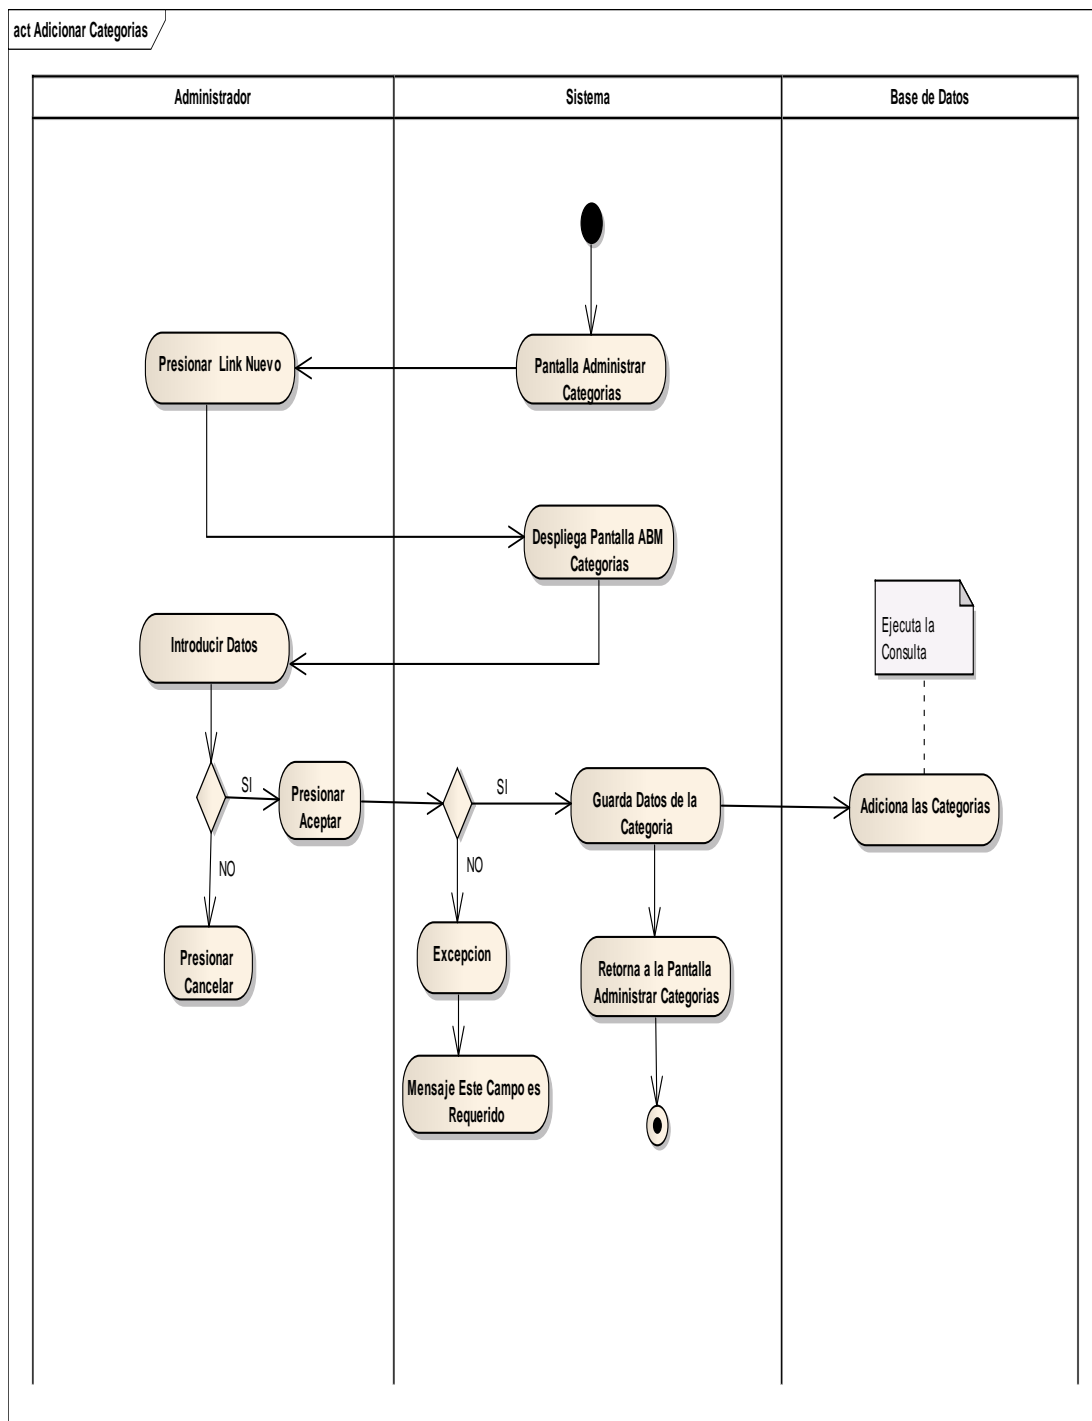 act Adicionar Categorias
Administrador
Sistema
Base de Datos
Presionar Link Nuevo
Pantalla Administrar
Categorias
Despliega Pantalla ABM
Categorias
Introducir Datos
Ejecuta la
Consulta
SI
Presionar
Aceptar
SI
Guarda Datos de la
Categoria
Adiciona las Categorias
NO
NO
Presionar
Cancelar
Excepcion
Retorna a la Pantalla
Administrar Categorias
Mensaje Este Campo es
Requerido